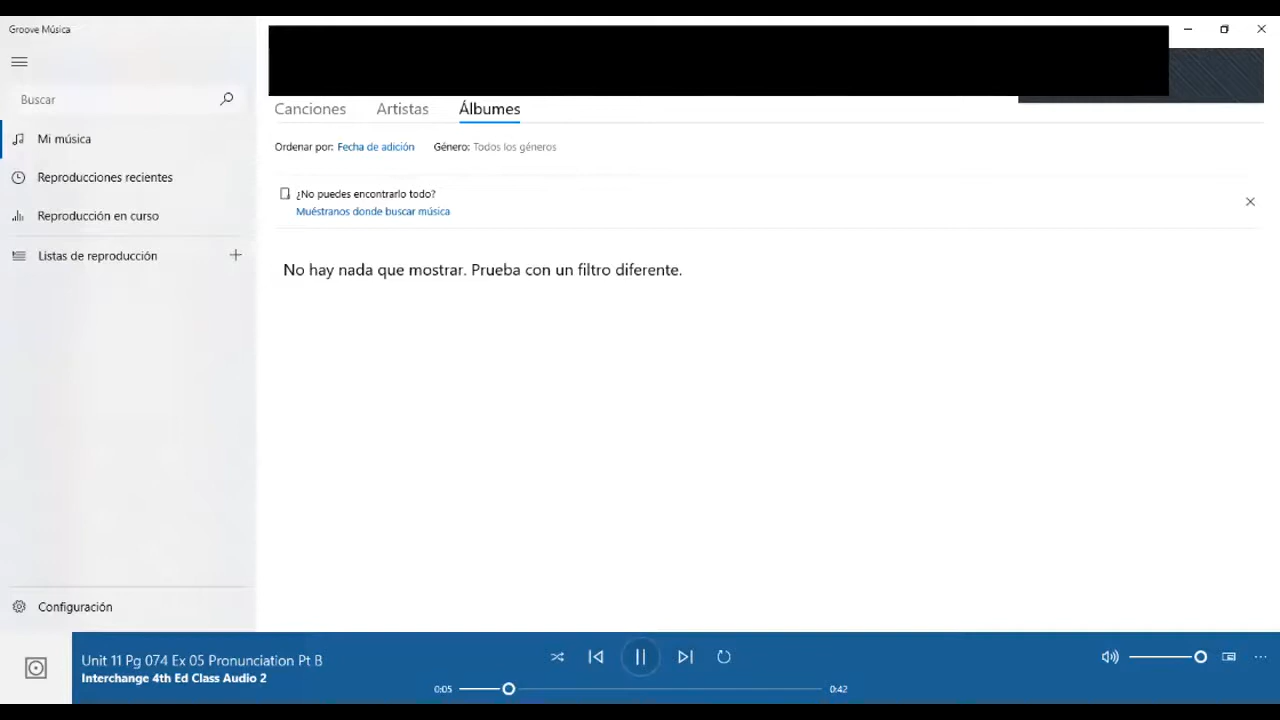 Groove Música
Buscar
Mi música
Reproducciones recientes
Reproducción en curso
Listas de reproducción
Configuración
Canciones Artistas Álbumes
Ordenar por: Fecha de adición Género: Todos los géneros
¿No puedes encontrarlo todo?
Muéstranos donde buscar música
No hay nada que mostrar. Prueba con un filtro diferente.
Unit 11 Pg 074 Ex 05 Pronunciation Pt B
Interchange 4th Ed Class Audio 2
0:05 0:42